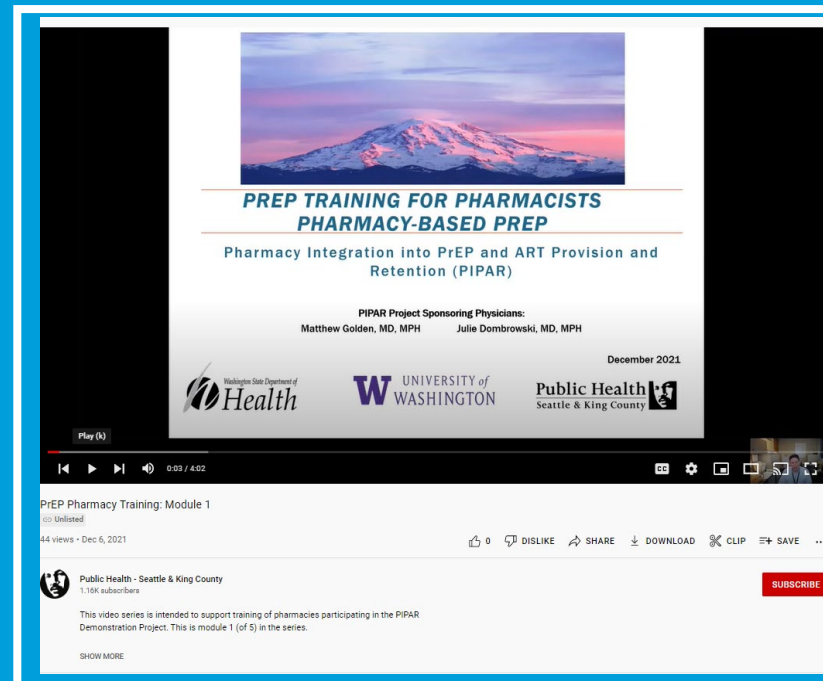 PREP TRAINING FOR PHARMACISTS
PHARMACY-BASED PREP
Pharmacy Integration into PrEP and ART Provision and
Retention (PIPAR)
PIPAR Project Sponsoring Physicians:
Matthew Golden, MD, MPH Julie Dombrowski, MD, MPH
December 2021
Washington State Department of
Health
W UNIVERSITY of
WASHINGTON
Public Health
Seattle & King County
Play (k)
0:03 / 4:02
CC
PrEP Pharmacy Training: Module 1
Unlisted
44 views • Dec 6, 2021
0 DISLIKE SHARE DOWNLOAD CLIP SAVE ...
Public Health - Seattle & King County
1.16K subscribers
SUBSCRIBE
This video series is intended to support training of pharmacies participating in the PIPAR
Demonstration Project. This is module 1 (of 5) in the series.
SHOW MORE